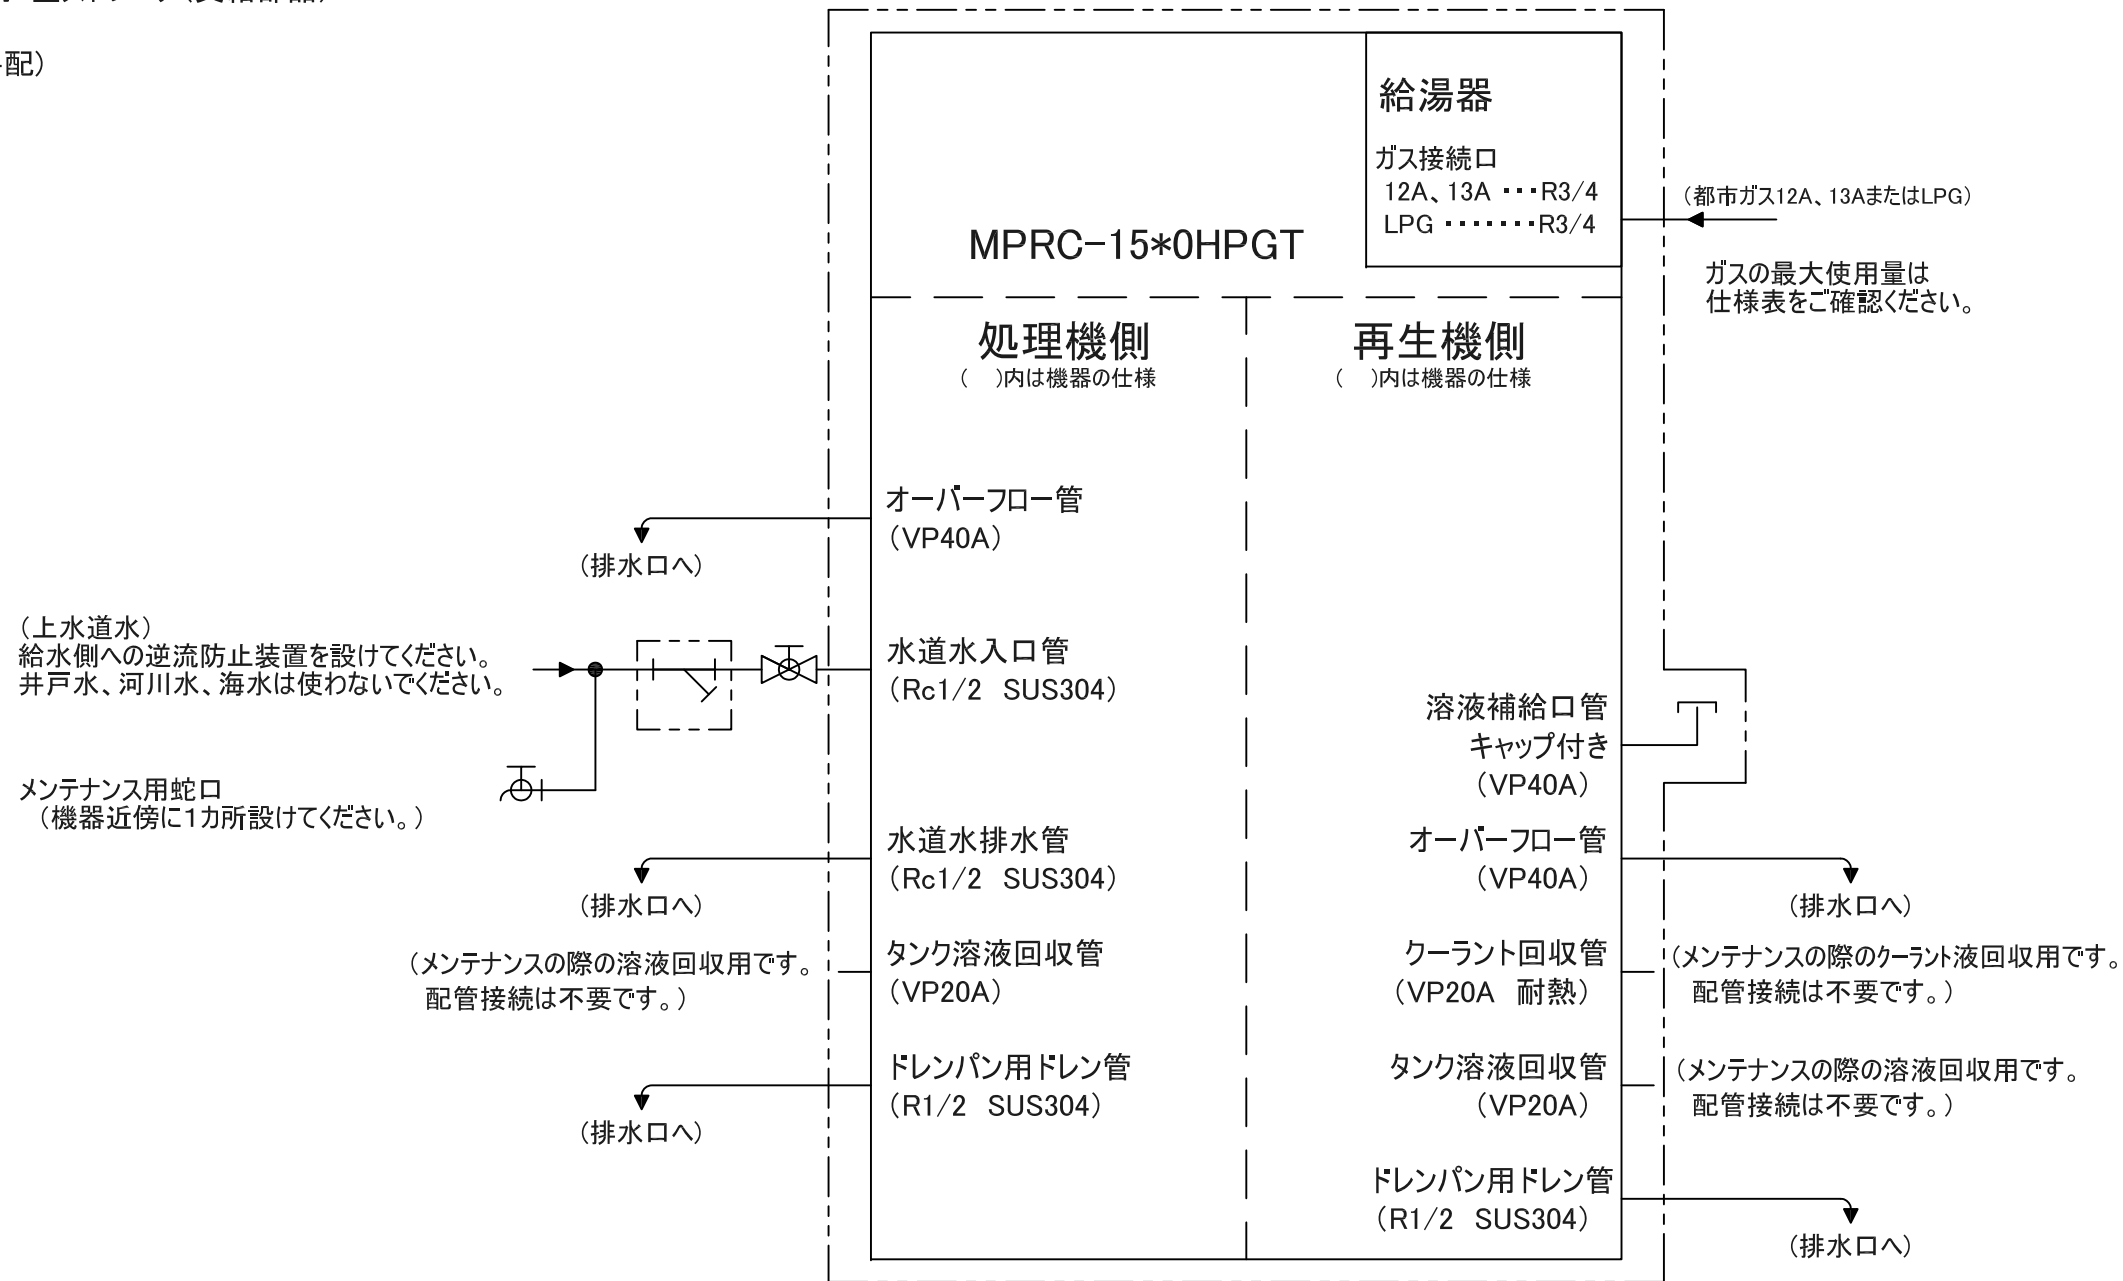 配）
給湯器
ガス接続口
12A、13A ・・・R3/4
LPG ・・・・・・・R3/4
（都市ガス12A、13AまたはLPG）
ガスの最大使用量は
仕様表をご確認ください。
MPRC-15*0HPGT
処理機側
（　）内は機器の仕様
再生機側
（　）内は機器の仕様
オーバーフロー管
（VP40A）
（排水口へ）
（上水道水）
給水側への逆流防止装置を設けてください。
井戸水、河川水、海水は使わないでください。
水道水入口管
（Rc1/2　SUS304）
メンテナンス用蛇口
（機器近傍に1カ所設けてください。）
水道水排水管
（Rc1/2　SUS304）
（排水口へ）
タンク溶液回収管
（VP20A）
（メンテナンスの際の溶液回収用です。
配管接続は不要です。）
ドレンパン用ドレン管
（R1/2　SUS304）
（排水口へ）
溶液補給口管
キャップ付き
（VP40A）
オーバーフロー管
（VP40A）
（排水口へ）
クーラント回収管
（VP20A　耐熱）
（メンテナンスの際のクーラント液回収用です。
配管接続は不要です。）
タンク溶液回収管
（VP20A）
（メンテナンスの際の溶液回収用です。
配管接続は不要です。）
ドレンパン用ドレン管
（R1/2　SUS304）
（排水口へ）